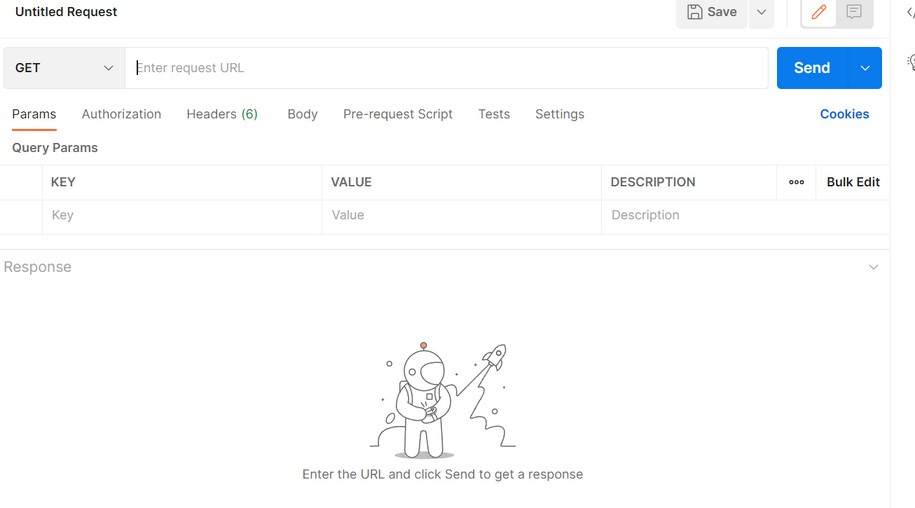 Untitled Request
Save
GET
Enter request URL
Send
Params Authorization Headers (6) Body Pre-request Script Tests Settings Cookies
Query Params
KEY VALUE DESCRIPTION Bulk Edit
Key Value Description
Response
Enter the URL and click Send to get a response